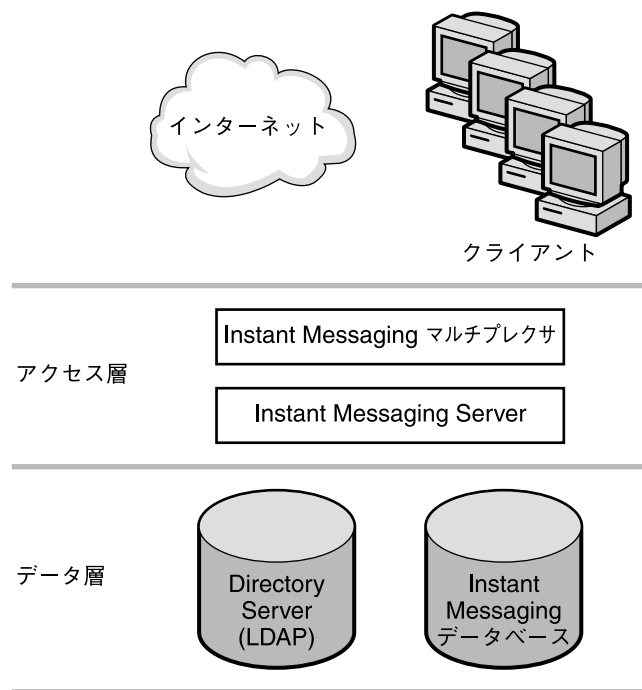 インターネット
クライアント
アクセス層
Instant Messaging マルチプレクサ
Instant Messaging Server
データ層
Directory
Server
(LDAP)
Instant
Messaging
データベース